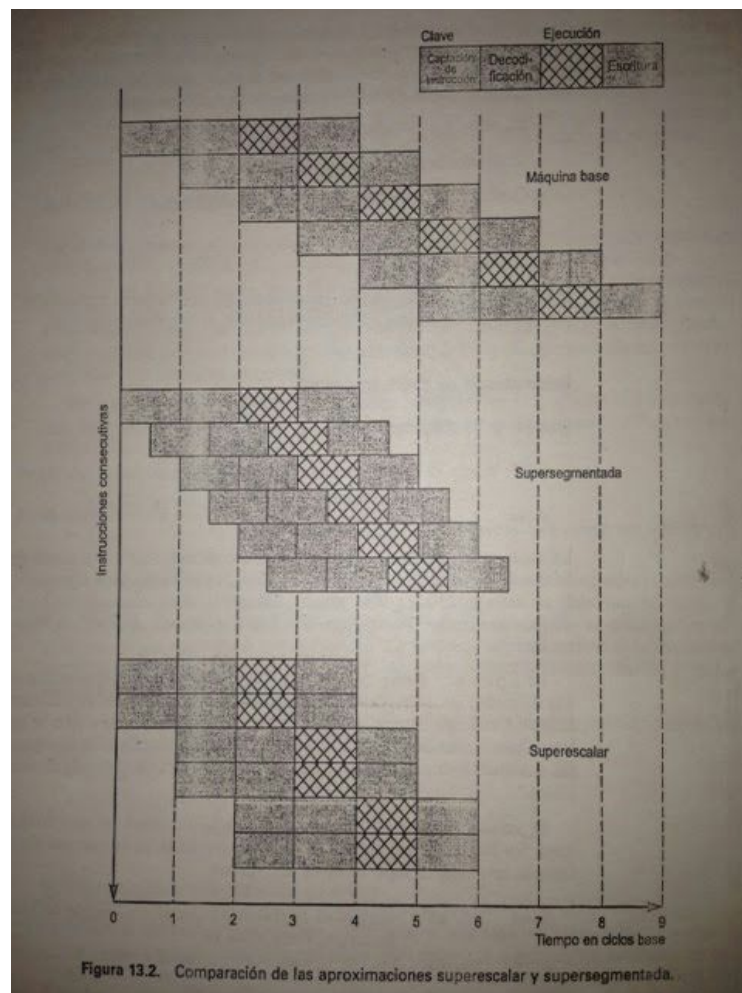 Clave
Ejecución
Captación
de
instrucción
Decodi-
ficación
Escritura
Máquina base
Instrucciones consecutivas
Supersegmentada
Superescalar
0 1 2 3 4 5 6 7 8 9
Tiempo en ciclos base
Figura 13.2. Comparación de las aproximaciones superescalar y supersegmentada.